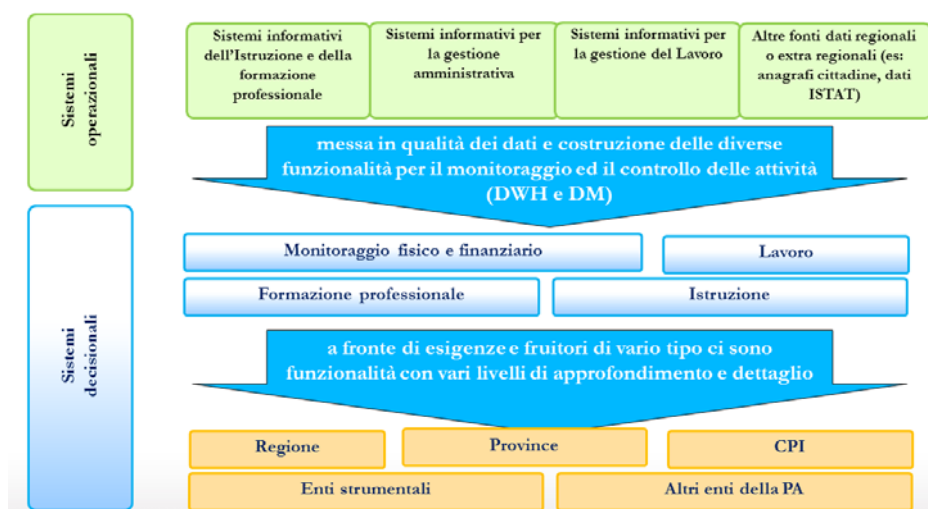 Sistemi
operazionali
Sistemi informativi
dell'Istruzione e della
formazione
professionale
Sistemi informativi per
la gestione
amministrativa
Sistemi informativi per
la gestione del Lavoro
Altre fonti dati regionali
o extra regionali (es:
anagrafi cittadine, dati
ISTAT)
messa in qualità dei dati e costruzione delle diverse
funzionalità per il monitoraggio ed il controllo delle attività
(DWH e DM)
Sistemi
decisionali
Monitoraggio fisico e finanziario
Lavoro
Formazione professionale
Istruzione
a fronte di esigenze e fruitori di vario tipo ci sono
funzionalità con vari livelli di approfondimento e dettaglio
Regione
Province
CPI
Enti strumentali
Altri enti della PA